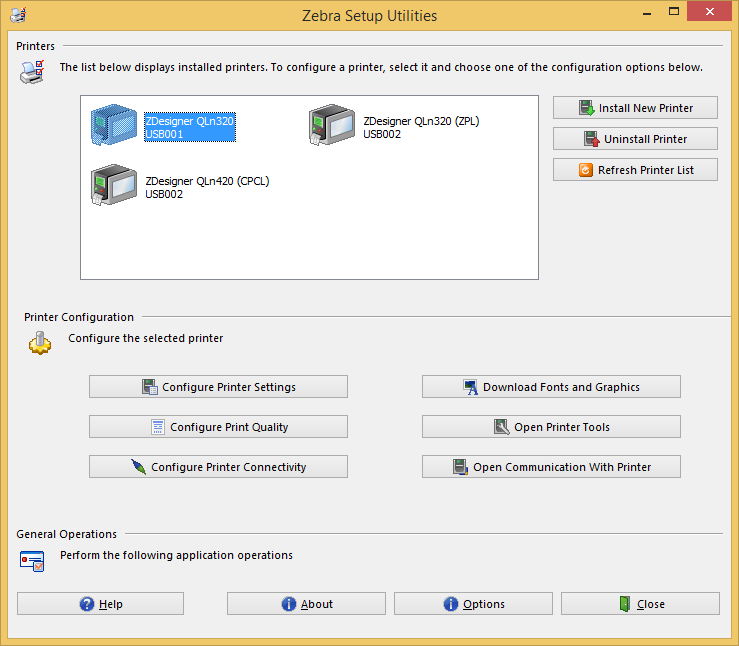 Zebra Setup Utilities
Printers
The list below displays installed printers. To configure a printer, select it and choose one of the configuration options below.
ZDesigner QLn320
USB001
ZDesigner QLn320 (ZPL)
USB002
ZDesigner QLn420 (CPCL)
USB002
Install New Printer
Uninstall Printer
Refresh Printer List
Printer Configuration
Configure the selected printer
Configure Printer Settings
Download Fonts and Graphics
Configure Print Quality
Open Printer Tools
Configure Printer Connectivity
Open Communication With Printer
General Operations
Perform the following application operations
Help
About
Options
Close